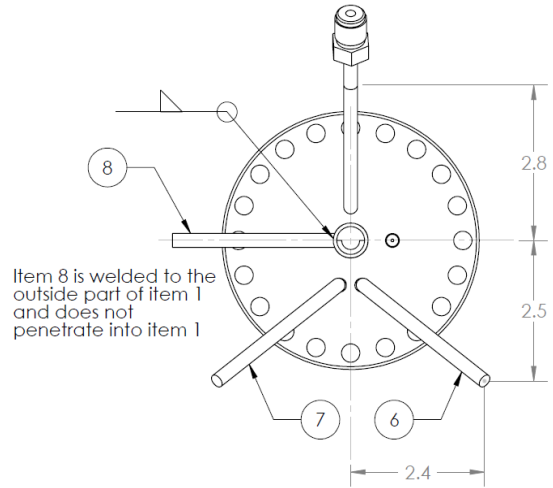 2.8
8
Item 8 is welded to the
outside part of item 1
and does not
penetrate into item 1
2.5
7
6
2.4